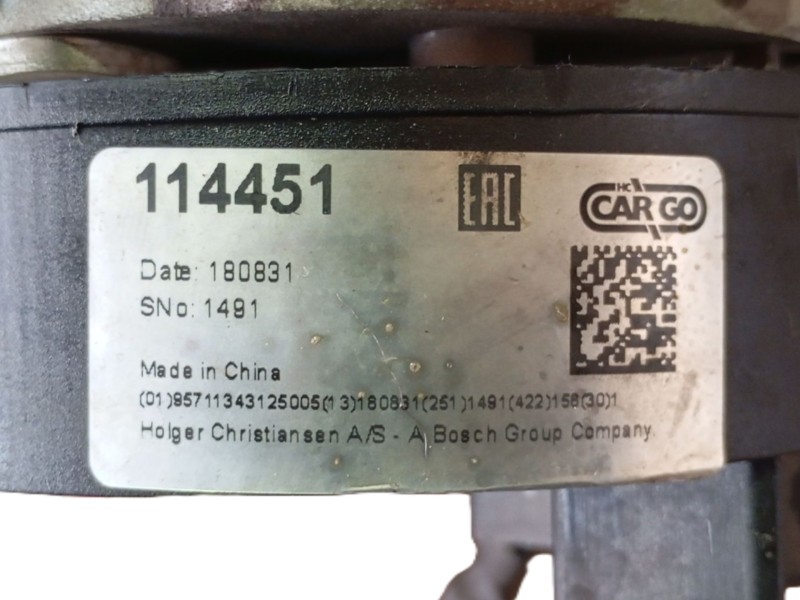 114451
EAC
HC
CARGO
Date: 180831
SNo: 1491
Made in China
(01)95711343125005(13)180831(251)1491(422)156(30)1
Holger Christiansen A/S - A Bosch Group Company